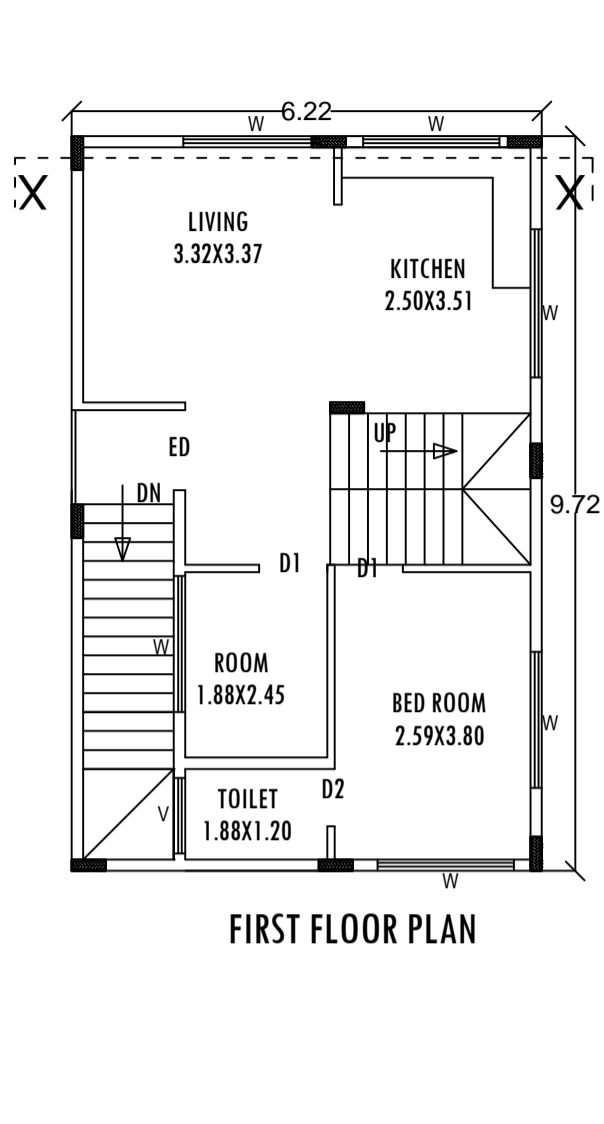 6.22
W
W
X
X
LIVING
3.32X3.37
KITCHEN
2.50X3.51
W
UP
ED
DN
9.72
D1
D1
W
ROOM
1.88X2.45
BED ROOM
2.59X3.80
W
D2
TOILET
1.88X1.20
V
W
FIRST FLOOR PLAN